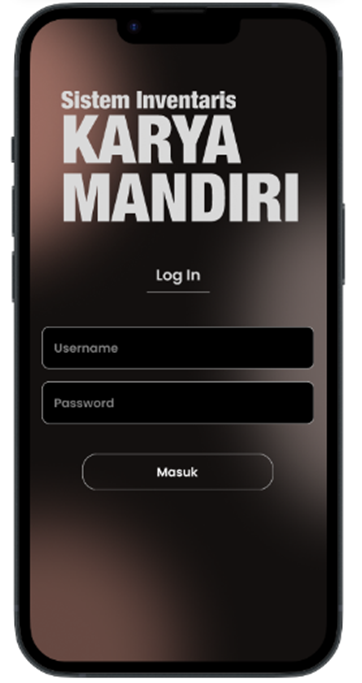 Sistem Inventaris
KARYA
MANDIRI
Log In
Username
Password
Masuk